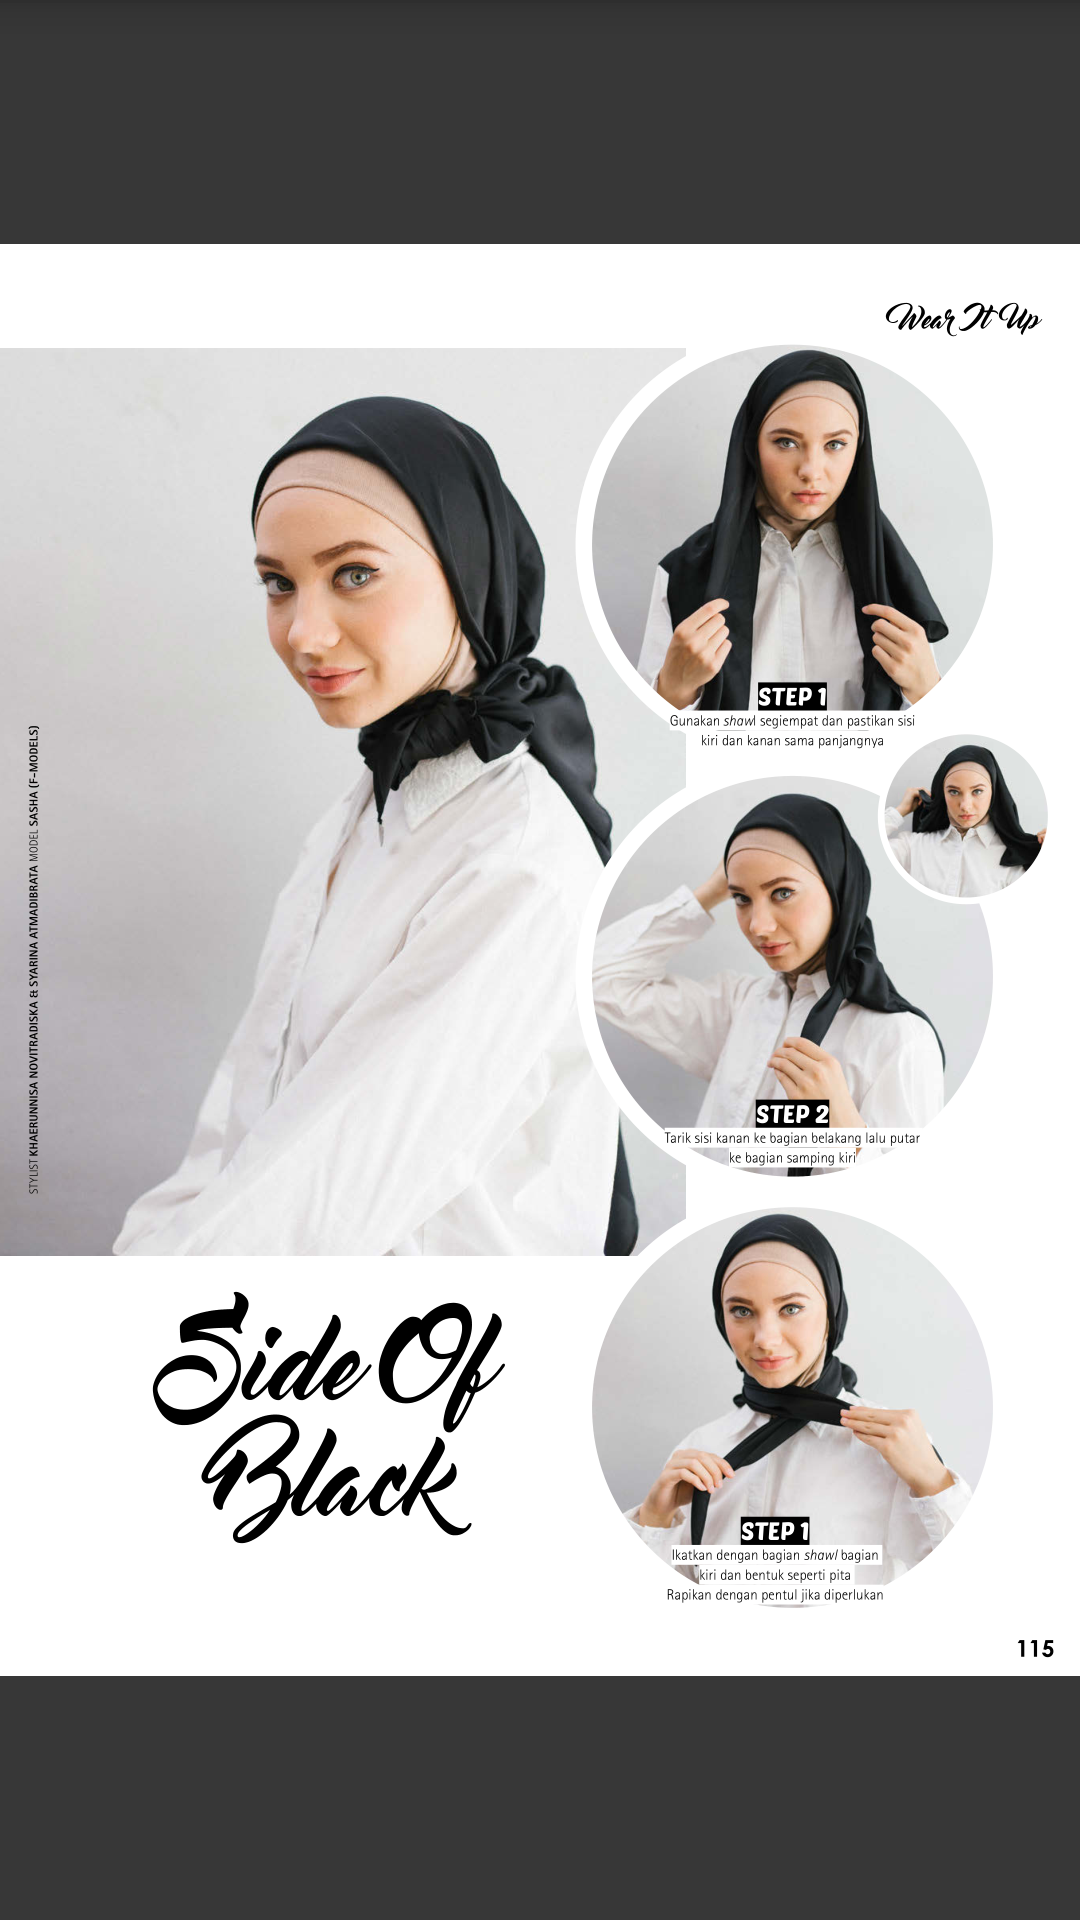 Wear It Up
STEP 1
Gunakan shawl segiempat dan pastikan sisi
kiri dan kanan sama panjangnya
STEP 2
Tarik sisi kanan ke bagian belakang lalu putar
ke bagian samping kiri
STEP 1
Ikatkan dengan bagian shawl bagian
kiri dan bentuk seperti pita
Rapikan dengan pentul jika diperlukan
STYLIST KHAERUNNISA NOVITRADISKA & SYARINA ATMADIBRATA MODEL SASHA (F-MODELS)
Side Of
Black
115